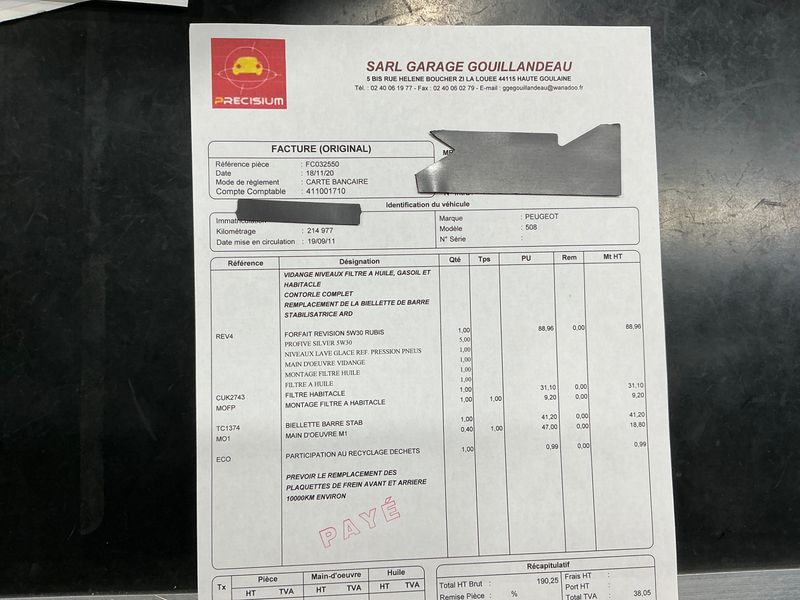 PRECISIUM
SARL GARAGE GOUILLANDEAU
5 BIS RUE HELENE BOUCHER ZI LA LOUEE 44115 HAUTE GOULAINE
Tél. : 02 40 06 19 77 - Fax : 02 40 06 02 79 - E-mail : ggegouillandeau@wanadoo.fr
FACTURE (ORIGINAL)
Référence pièce : FC032550
Date : 18/11/20
Mode de règlement : CARTE BANCAIRE
Compte Comptable : 411001710
Identification du véhicule
Kilométrage : 214 977
Date mise en circulation : 19/09/11
Marque : PEUGEOT
Modèle : 508
N° Série :
Référence Désignation Qté Tps PU Rem Mt HT
VIDANGE NIVEAUX FILTRE A HUILE, GASOIL ET
HABITACLE
CONTORLE COMPLET
REMPLACEMENT DE LA BIELLETTE DE BARRE
STABILISATRICE ARD
REV4 FORFAIT REVISION 5W30 RUBIS 1,00 88,96 0,00 88,96
PROFIVE SILVER 5W30 5,00
NIVEAUX LAVE GLACE REF. PRESSION PNEUS 1,00
MAIN D'OEUVRE VIDANGE 1,00
MONTAGE FILTRE HUILE 1,00
FILTRE A HUILE 1,00
CUK2743 FILTRE HABITACLE 1,00 31,10 0,00 31,10
MOFP MONTAGE FILTRE A HABITACLE 1,00 1,00 9,20 0,00 9,20
TC1374 BIELLETTE BARRE STAB 1,00 41,20 0,00 41,20
MO1 MAIN D'OEUVRE M1 0,40 1,00 47,00 0,00 18,80
ECO PARTICIPATION AU RECYCLAGE DECHETS 1,00 0,99 0,00 0,99
PREVOIR LE REMPLACEMENT DES
PLAQUETTES DE FREIN AVANT ET ARRIERE
10000KM ENVIRON
PAYÉ
Tx Pièce Main-d'oeuvre Huile
HT TVA HT TVA HT TVA
Récapitulatif
Total HT Brut : 190,25
Remise Pièce : %
Frais HT :
Port HT :
Total TVA : 38,05